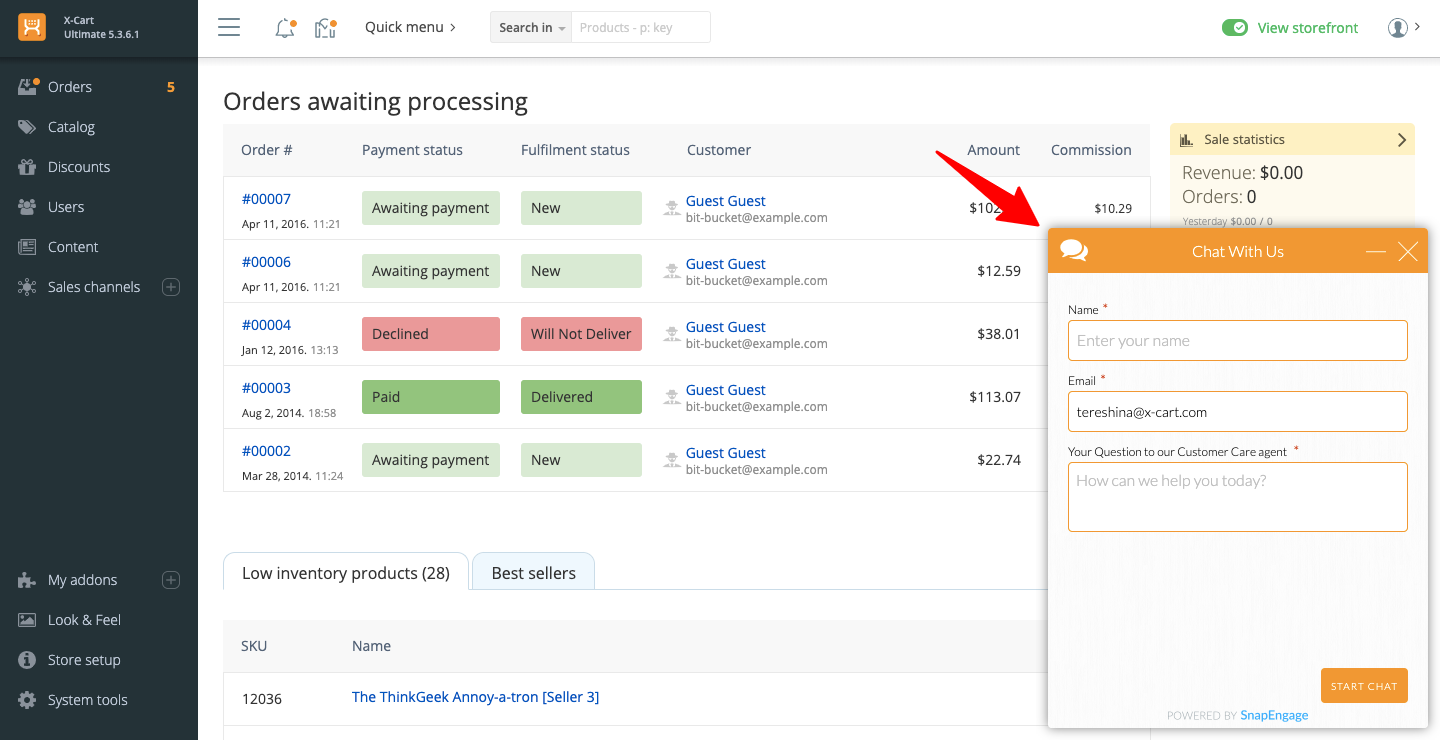 X-Cart
Ultimate 5.3.6.1
Quick menu
Search in
Products - p: key
View storefront
Orders 5
Catalog
Discounts
Users
Content
Sales channels
My addons
Look & Feel
Store setup
System tools
Orders awaiting processing
Order # Payment status Fulfilment status Customer Amount Commission
#00007 Awaiting payment New Guest Guest $10.29
Apr 11, 2016. 11:21 bit-bucket@example.com
#00006 Awaiting payment New Guest Guest $12.59
Apr 11, 2016. 11:21 bit-bucket@example.com
#00004 Declined Will Not Deliver Guest Guest $38.01
Jan 12, 2016. 13:13 bit-bucket@example.com
#00003 Paid Delivered Guest Guest $113.07
Aug 2, 2014. 18:58 bit-bucket@example.com
#00002 Awaiting payment New Guest Guest $22.74
Mar 28, 2014. 11:24 bit-bucket@example.com
Sale statistics
Revenue: $0.00
Orders: 0
Yesterday $0.00 / 0
Low inventory products (28) Best sellers
SKU Name
12036 The ThinkGeek Annoy-a-tron [Seller 3]
Chat With Us
Name *
Enter your name
Email *
tereshina@x-cart.com
Your Question to our Customer Care agent *
How can we help you today?
START CHAT
POWERED BY SnapEngage